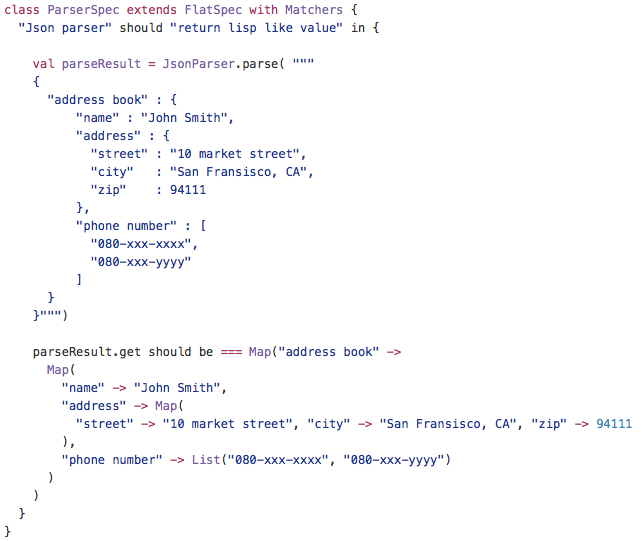 class ParserSpec extends FlatSpec with Matchers {
  "Json parser" should "return lisp like value" in {

    val parseResult = JsonParser.parse( """
    {
      "address book" : {
          "name" : "John Smith",
          "address" : {
            "street" : "10 market street",
            "city"   : "San Fransisco, CA",
            "zip"    : 94111
          },
          "phone number" : [
            "080-xxx-xxxx",
            "080-xxx-yyyy"
          ]
      }
    }""")

    parseResult.get should be === Map("address book" ->
      Map(
        "name" -> "John Smith",
        "address" -> Map(
          "street" -> "10 market street", "city" -> "San Fransisco, CA", "zip" -> 94111
        ),
        "phone number" -> List("080-xxx-xxxx", "080-xxx-yyyy")
      )
    )
  }
}